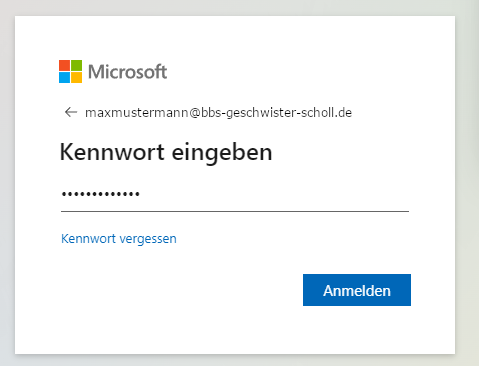 Microsoft
← maxmustermann@bbs-geschwister-scholl.de
Kennwort eingeben
•••••••••••••
Kennwort vergessen
Anmelden